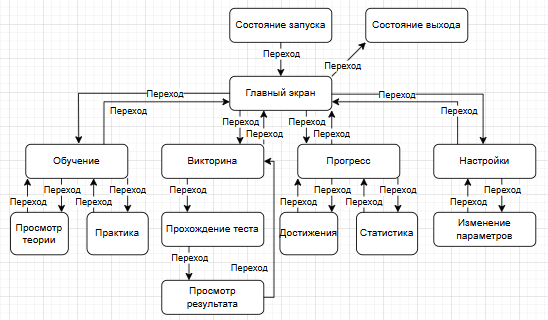 Состояние запуска
Состояние выхода
Переход
Переход
Главный экран
Переход
Переход
Переход
Переход
Переход
Переход
Переход
Переход
Обучение
Викторина
Прогресс
Настройки
Переход
Переход
Переход
Переход
Переход
Переход
Переход
Переход
Переход
Переход
Переход
Просмотр
теории
Практика
Прохождение теста
Достижения
Статистика
Изменение
параметров
Переход
Переход
Просмотр
результата